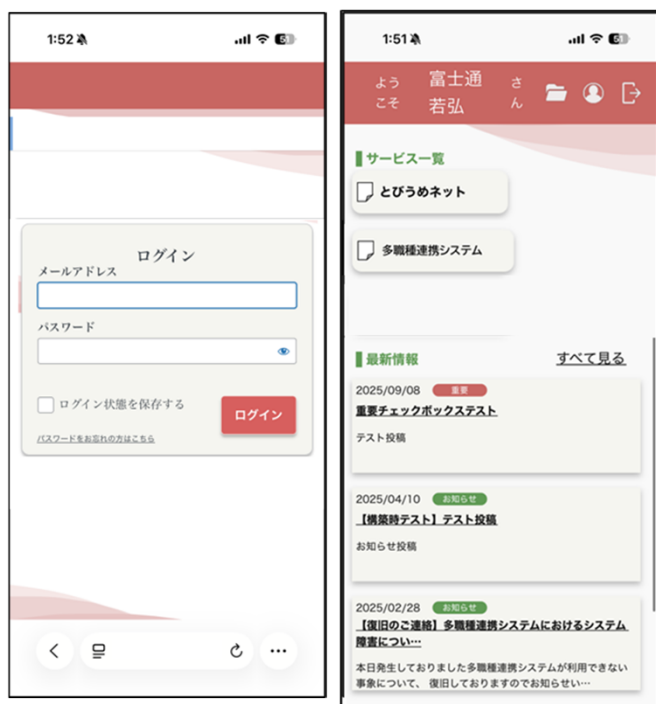 1:52
51
ログイン
メールアドレス
パスワード
ログイン状態を保存する
ログイン
パスワードをお忘れの方はこちら
1:51
51
ようこそ
富士通
若弘
さん
サービス一覧
とびうめネット
多職種連携システム
最新情報
すべて見る
2025/09/08 重要
重要チェックボックステスト
テスト投稿
2025/04/10 お知らせ
【構築時テスト】テスト投稿
お知らせ投稿
2025/02/28 お知らせ
【復旧のご連絡】多職種連携システムにおけるシステム
障害につい…
本日発生しておりました多職種連携システムが利用できない
事象について、 復旧しておりますのでお知らせい…